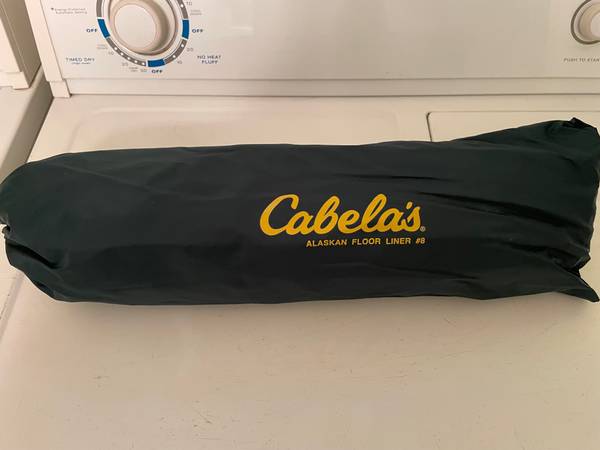 OFF
OFF
TIMED DRY
NO HEAT
FLUFF
OFF
PUSH TO START
Cabela's®
ALASKAN FLOOR LINER #8